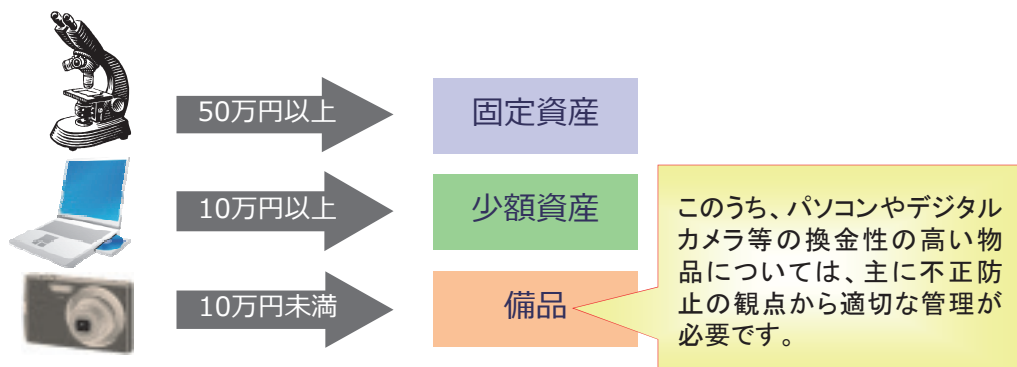 50万円以上
固定資産
10万円以上
少額資産
10万円未満
備品
このうち、パソコンやデジタル
カメラ等の換金性の高い物
品については、主に不正防
止の観点から適切な管理が
必要です。